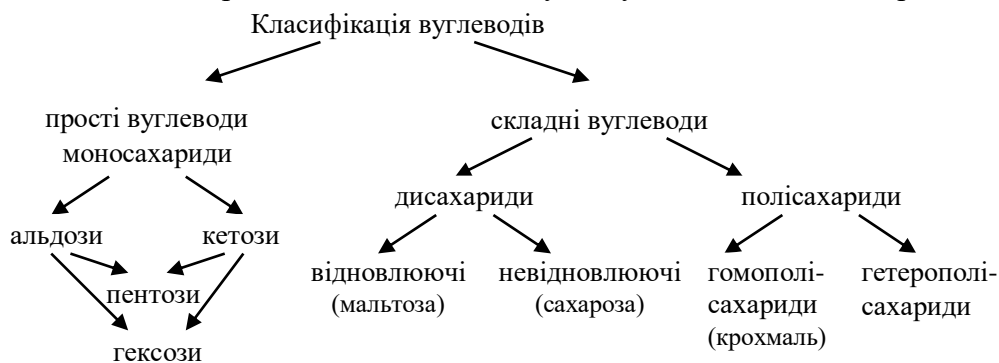 Класифікація вуглеводів
прості вуглеводи
моносахариди
складні вуглеводи
дисахариди
полісахариди
альдози
кетози
пентози
гексози
відновлюючі
(мальтоза)
невідновлюючі
(сахароза)
гомополі-
сахариди
(крохмаль)
гетерополі-
сахариди